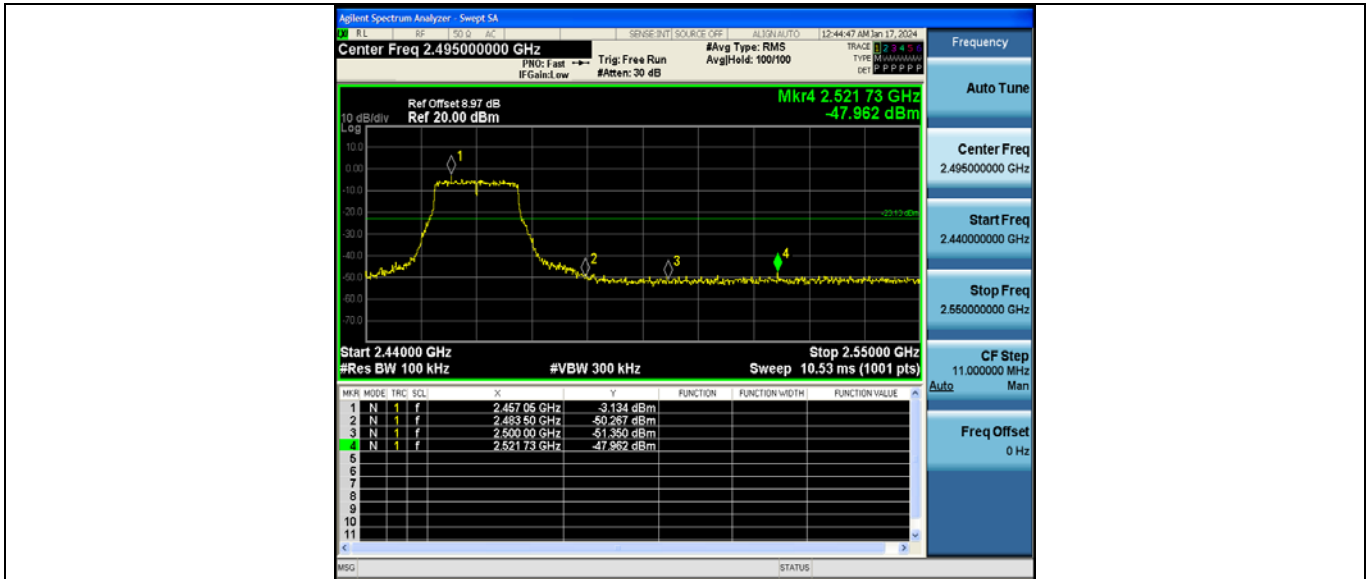 Agilent Spectrum Analyzer - Swept SA
RL RF 50 Ω AC SENSE:INT SOURCE OFF ALIGN AUTO 12:44:47 AM Jan 17, 2024
Center Freq 2.495000000 GHz
PNO: Fast
IFGain:Low
Trig: Free Run
#Atten: 30 dB
#Avg Type: RMS
Avg|Hold: 100/100
TRACE 1 2 3 4 5 6
TYPE
DET P P P P P P
Ref Offset 8.97 dB
10 dB/div Ref 20.00 dBm
Log
Mkr4 2.521 73 GHz
-47.962 dBm
10.0
0.00
-10.0
-20.0
-30.0
-40.0
-50.0
-60.0
-70.0
1
2
3
4
-23.13 dBm
Start 2.44000 GHz Stop 2.55000 GHz
#Res BW 100 kHz #VBW 300 kHz Sweep 10.53 ms (1001 pts)
MKR MODE TRC SCL X Y FUNCTION FUNCTION WIDTH FUNCTION VALUE
1 N 1 f 2.457 05 GHz -3.134 dBm
2 N 1 f 2.483 50 GHz -50.267 dBm
3 N 1 f 2.500 00 GHz -51.350 dBm
4 N 1 f 2.521 73 GHz -47.962 dBm
5
6
7
8
9
10
11
MSG STATUS
Frequency
Auto Tune
Center Freq
2.495000000 GHz
Start Freq
2.440000000 GHz
Stop Freq
2.550000000 GHz
CF Step
11.000000 MHz
Auto Man
Freq Offset
0 Hz